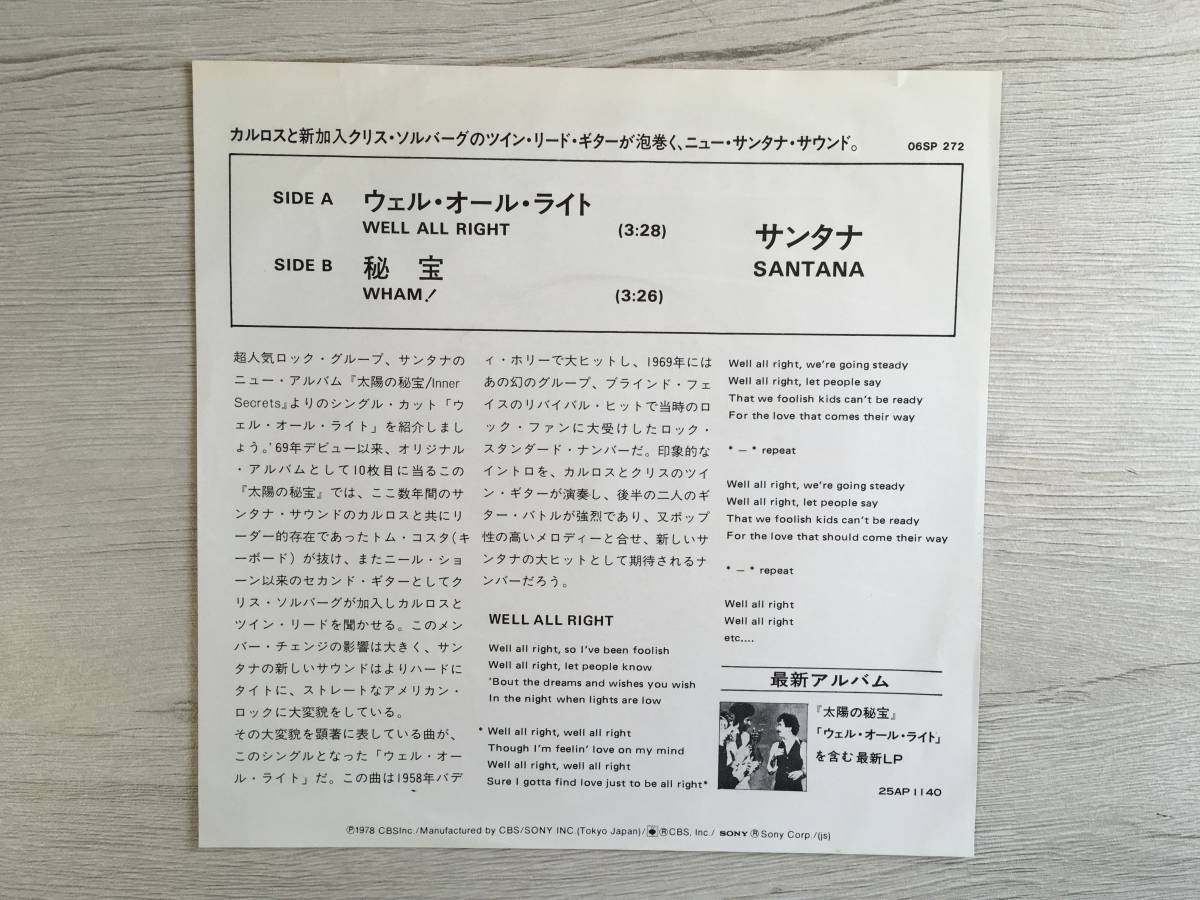 カルロスと新加入クリス・ソルバーグのツイン・リード・ギターが泡巻く、ニュー・サンタナ・サウンド。
06SP 272
SIDE A ウェル・オール・ライト
WELL ALL RIGHT (3:28)
SIDE B 秘 宝
WHAM! (3:26)
サンタナ
SANTANA
超人気ロック・グループ、サンタナの
ニュー・アルバム『太陽の秘宝/Inner
Secrets』よりのシングル・カット「ウ
ェル・オール・ライト」を紹介しまし
ょう。'69年デビュー以来、オリジナル
・アルバムとして10枚目に当るこの
『太陽の秘宝』では、ここ数年間のサ
ンタナ・サウンドのカルロスと共にリ
ーダー的存在であったトム・コスタ(キ
ーボード)が抜け、またニール・ショ
ーン以来のセカンド・ギターとしてク
リス・ソルバーグが加入しカルロスと
ツイン・リードを聞かせる。このメン
バー・チェンジの影響は大きく、サン
タナの新しいサウンドはよりハードに
タイトに、ストレートなアメリカン・
ロックに大変貌をしている。
その大変貌を顕著に表している曲が、
このシングルとなった「ウェル・オー
ル・ライト」だ。この曲は1958年バデ
ィ・ホリーで大ヒットし、1969年には
あの幻のグループ、ブラインド・フェ
イスのリバイバル・ヒットで当時のロ
ック・ファンに大受けしたロック・
スタンダード・ナンバーだ。印象的な
イントロを、カルロスとクリスのツイ
ン・ギターが演奏し、後半の二人のギ
ター・バトルが強烈であり、又ポップ
性の高いメロディーと合せ、新しいサ
ンタナの大ヒットとして期待されるナ
ンバーだろう。
WELL ALL RIGHT
Well all right, so I've been foolish
Well all right, let people know
'Bout the dreams and wishes you wish
In the night when lights are low
* Well all right, well all right
Though I'm feelin' love on my mind
Well all right, well all right
Sure I gotta find love just to be all right*
Well all right, we're going steady
Well all right, let people say
That we foolish kids can't be ready
For the love that comes their way
* — * repeat
Well all right, we're going steady
Well all right, let people say
That we foolish kids can't be ready
For the love that should come their way
* — * repeat
Well all right
Well all right
etc....
最新アルバム
『太陽の秘宝』
「ウェル・オール・ライト」
を含む最新LP
25AP 1140
Ⓟ1978 CBSInc./Manufactured by CBS/SONY INC.(Tokyo Japan)/ⓇCBS, Inc./ SONY Ⓡ Sony Corp./(js)